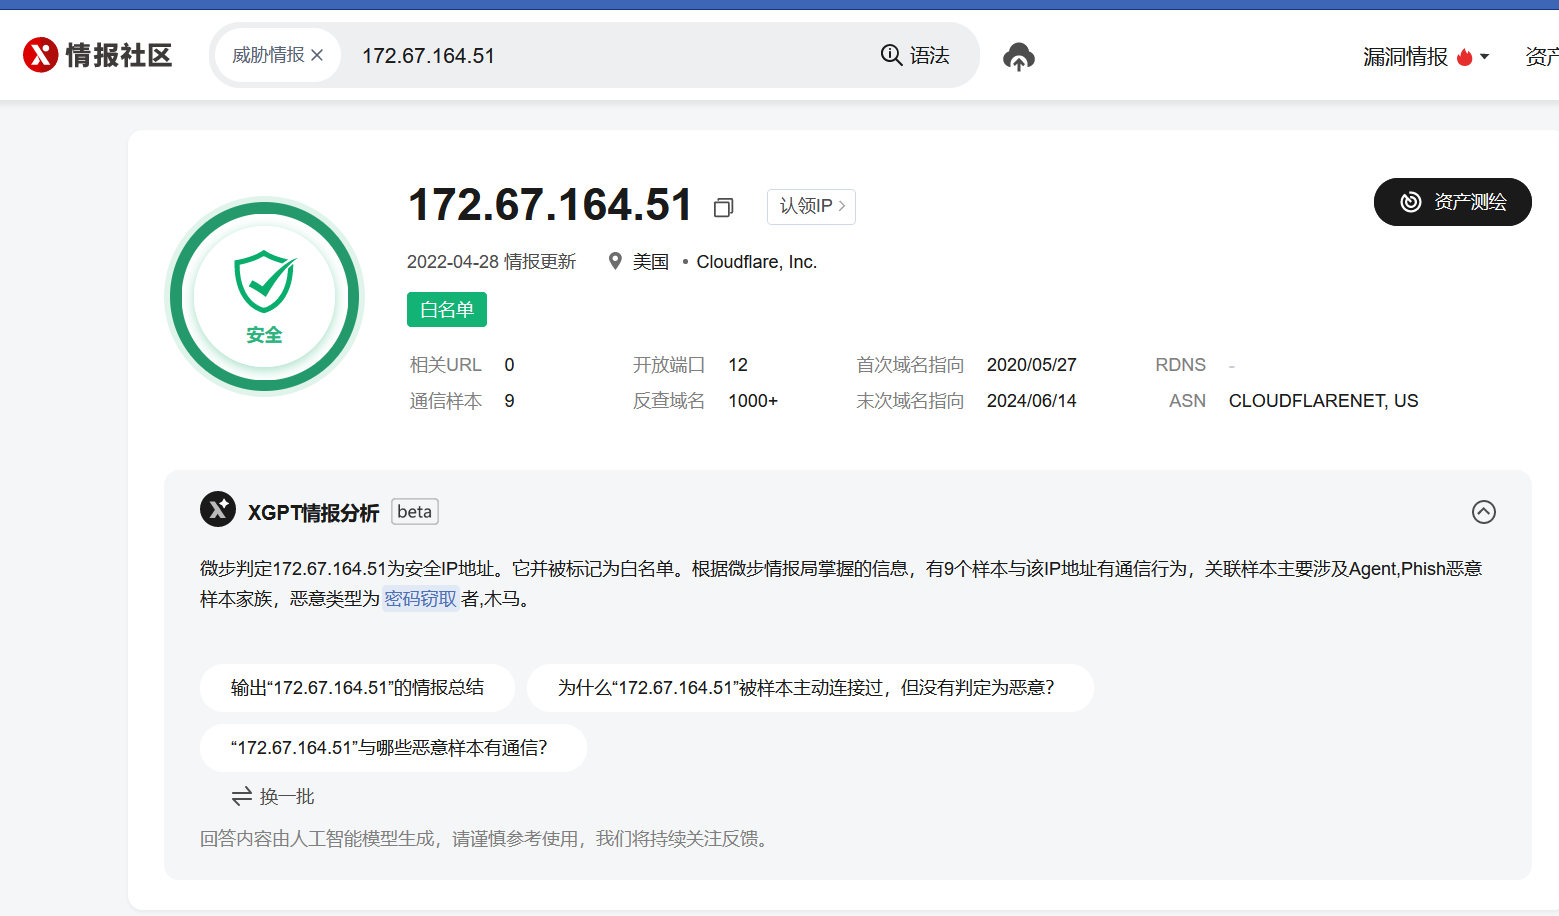 情报社区
威胁情报
172.67.164.51
语法
漏洞情报
资产
172.67.164.51
认领IP
资产测绘
2022-04-28 情报更新
美国 • Cloudflare, Inc.
白名单
安全
相关URL 0 开放端口 12 首次域名指向 2020/05/27 RDNS -
通信样本 9 反查域名 1000+ 末次域名指向 2024/06/14 ASN CLOUDFLARENET, US
XGPT情报分析 beta
微步判定172.67.164.51为安全IP地址。它并被标记为白名单。根据微步情报局掌握的信息，有9个样本与该IP地址有通信行为，关联样本主要涉及Agent,Phish恶意
样本家族，恶意类型为 密码窃取 者,木马。
输出“172.67.164.51”的情报总结
为什么“172.67.164.51”被样本主动连接过，但没有判定为恶意？
“172.67.164.51”与哪些恶意样本有通信？
换一批
回答内容由人工智能模型生成，请谨慎参考使用，我们将持续关注反馈。